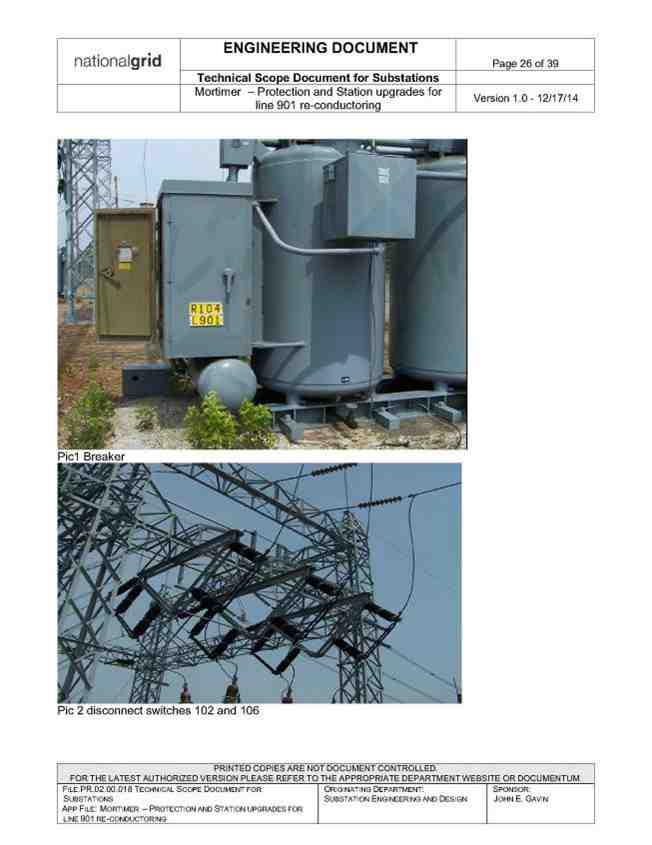 nationalgrid
ENGINEERING DOCUMENT
Page 26 of 39
Technical Scope Document for Substations
Mortimer – Protection and Station upgrades for
line 901 re-conductoring
Version 1.0 - 12/17/14
R104
L901
Pic1 Breaker
Pic 2 disconnect switches 102 and 106
PRINTED COPIES ARE NOT DOCUMENT CONTROLLED.
FOR THE LATEST AUTHORIZED VERSION PLEASE REFER TO THE APPROPRIATE DEPARTMENT WEBSITE OR DOCUMENTUM
FILE:PR.02.00.018 TECHNICAL SCOPE DOCUMENT FOR
SUBSTATIONS
APP FILE: MORTIMER – PROTECTION AND STATION UPGRADES FOR
LINE 901 RE-CONDUCTORING
ORIGINATING DEPARTMENT:
SUBSTATION ENGINEERING AND DESIGN
SPONSOR:
JOHN E. GAVIN